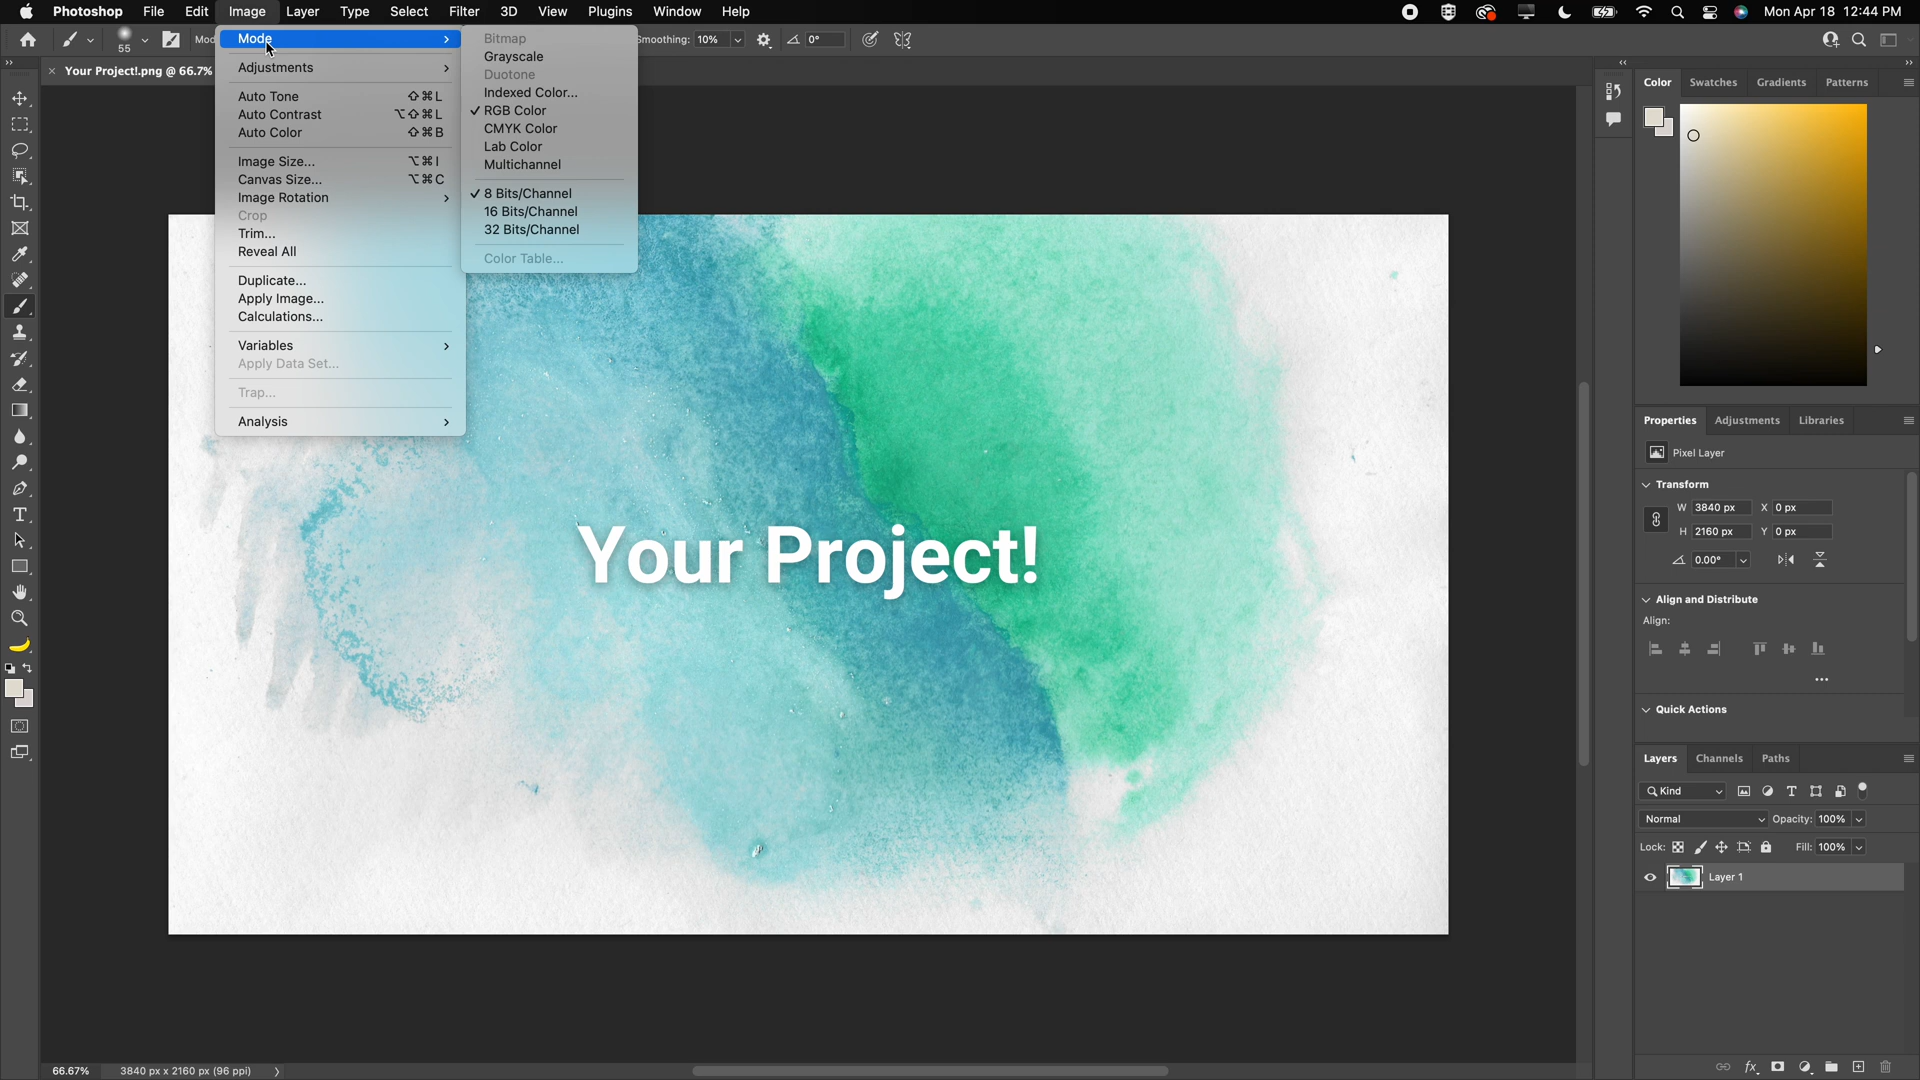 Photoshop File Edit Image Layer Type Select Filter 3D View Plugins Window Help Mon Apr 18 12:44 PM
55 Mod Smoothing: 10% 0°
× Your Project!.png @ 66.7%
Mode
Adjustments
Auto Tone ⇧⌘L
Auto Contrast ⌥⇧⌘L
Auto Color ⇧⌘B
Image Size... ⌥⌘I
Canvas Size... ⌥⌘C
Image Rotation
Crop
Trim...
Reveal All
Duplicate...
Apply Image...
Calculations...
Variables
Apply Data Set...
Trap...
Analysis
Bitmap
Grayscale
Duotone
Indexed Color...
✓ RGB Color
CMYK Color
Lab Color
Multichannel
✓ 8 Bits/Channel
16 Bits/Channel
32 Bits/Channel
Color Table...
Your Project!
Color Swatches Gradients Patterns
Properties Adjustments Libraries
Pixel Layer
Transform
W 3840 px X 0 px
H 2160 px Y 0 px
0.00°
Align and Distribute
Align:
Quick Actions
Layers Channels Paths
Kind
Normal Opacity: 100%
Lock: Fill: 100%
Layer 1
66.67% 3840 px x 2160 px (96 ppi)